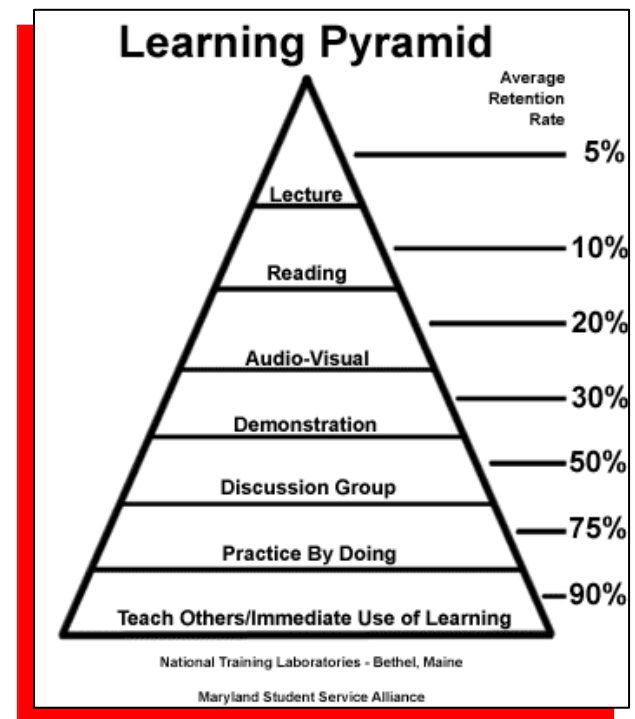 Learning Pyramid
Average
Retention
Rate
5%
Lecture
10%
Reading
20%
Audio-Visual
30%
Demonstration
50%
Discussion Group
75%
Practice By Doing
90%
Teach Others/Immediate Use of Learning
National Training Laboratories - Bethel, Maine
Maryland Student Service Alliance